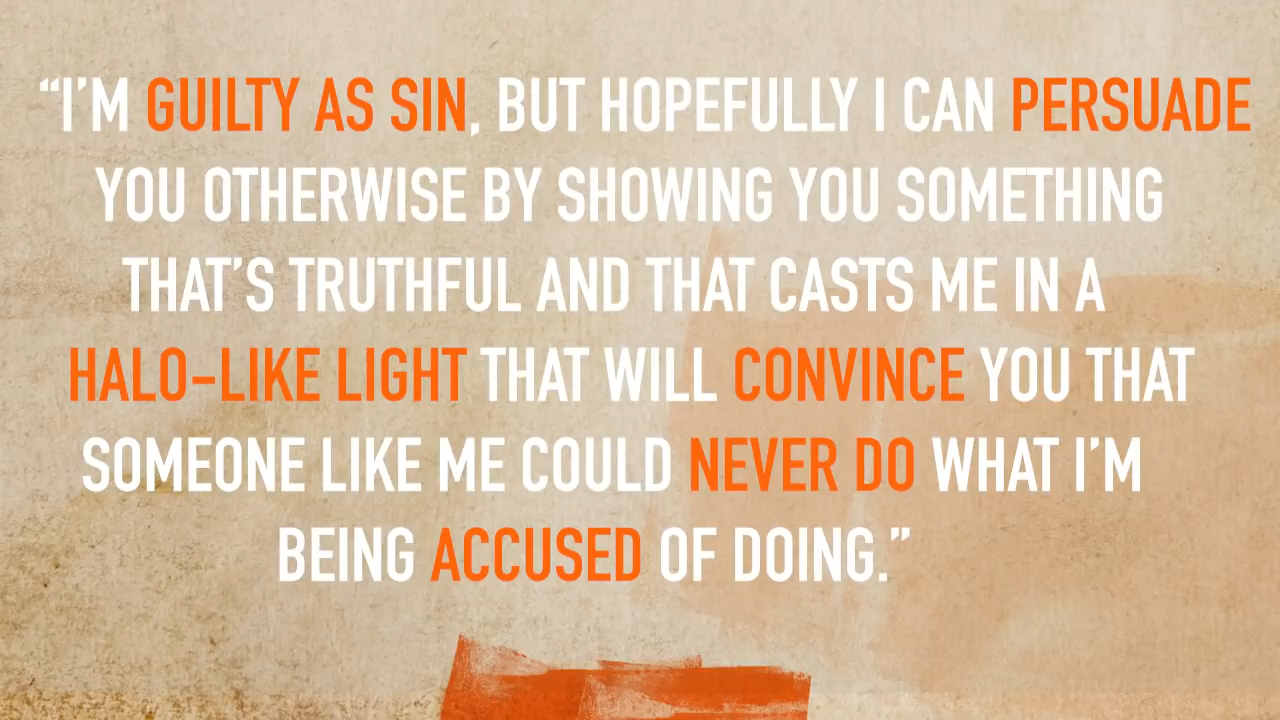 “I’M GUILTY AS SIN, BUT HOPEFULLY I CAN PERSUADE
YOU OTHERWISE BY SHOWING YOU SOMETHING
THAT’S TRUTHFUL AND THAT CASTS ME IN A
HALO-LIKE LIGHT THAT WILL CONVINCE YOU THAT
SOMEONE LIKE ME COULD NEVER DO WHAT I’M
BEING ACCUSED OF DOING.”